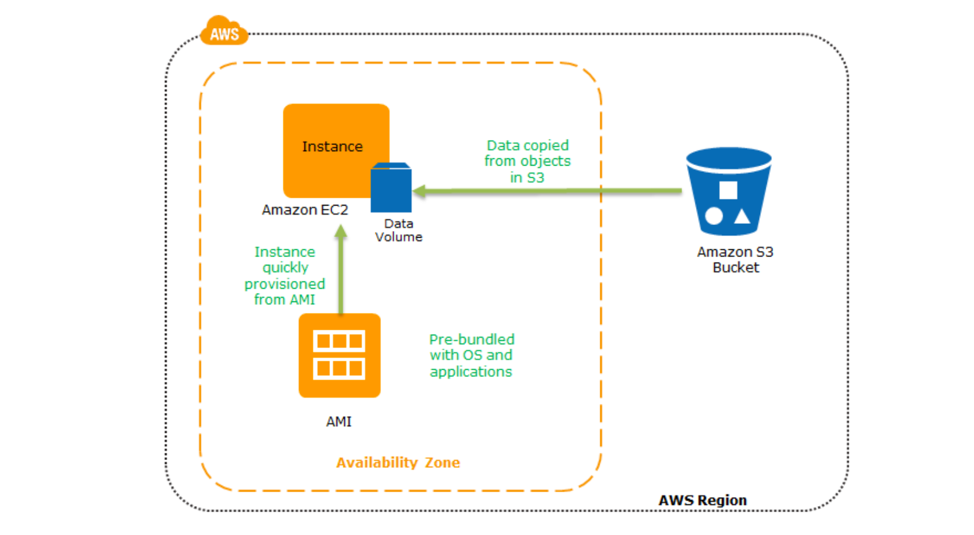 AWS
Instance
Amazon EC2
Data
Volume
Data copied
from objects
in S3
Amazon S3
Bucket
Instance
quickly
provisioned
from AMI
Pre-bundled
with OS and
applications
AMI
Availability Zone
AWS Region